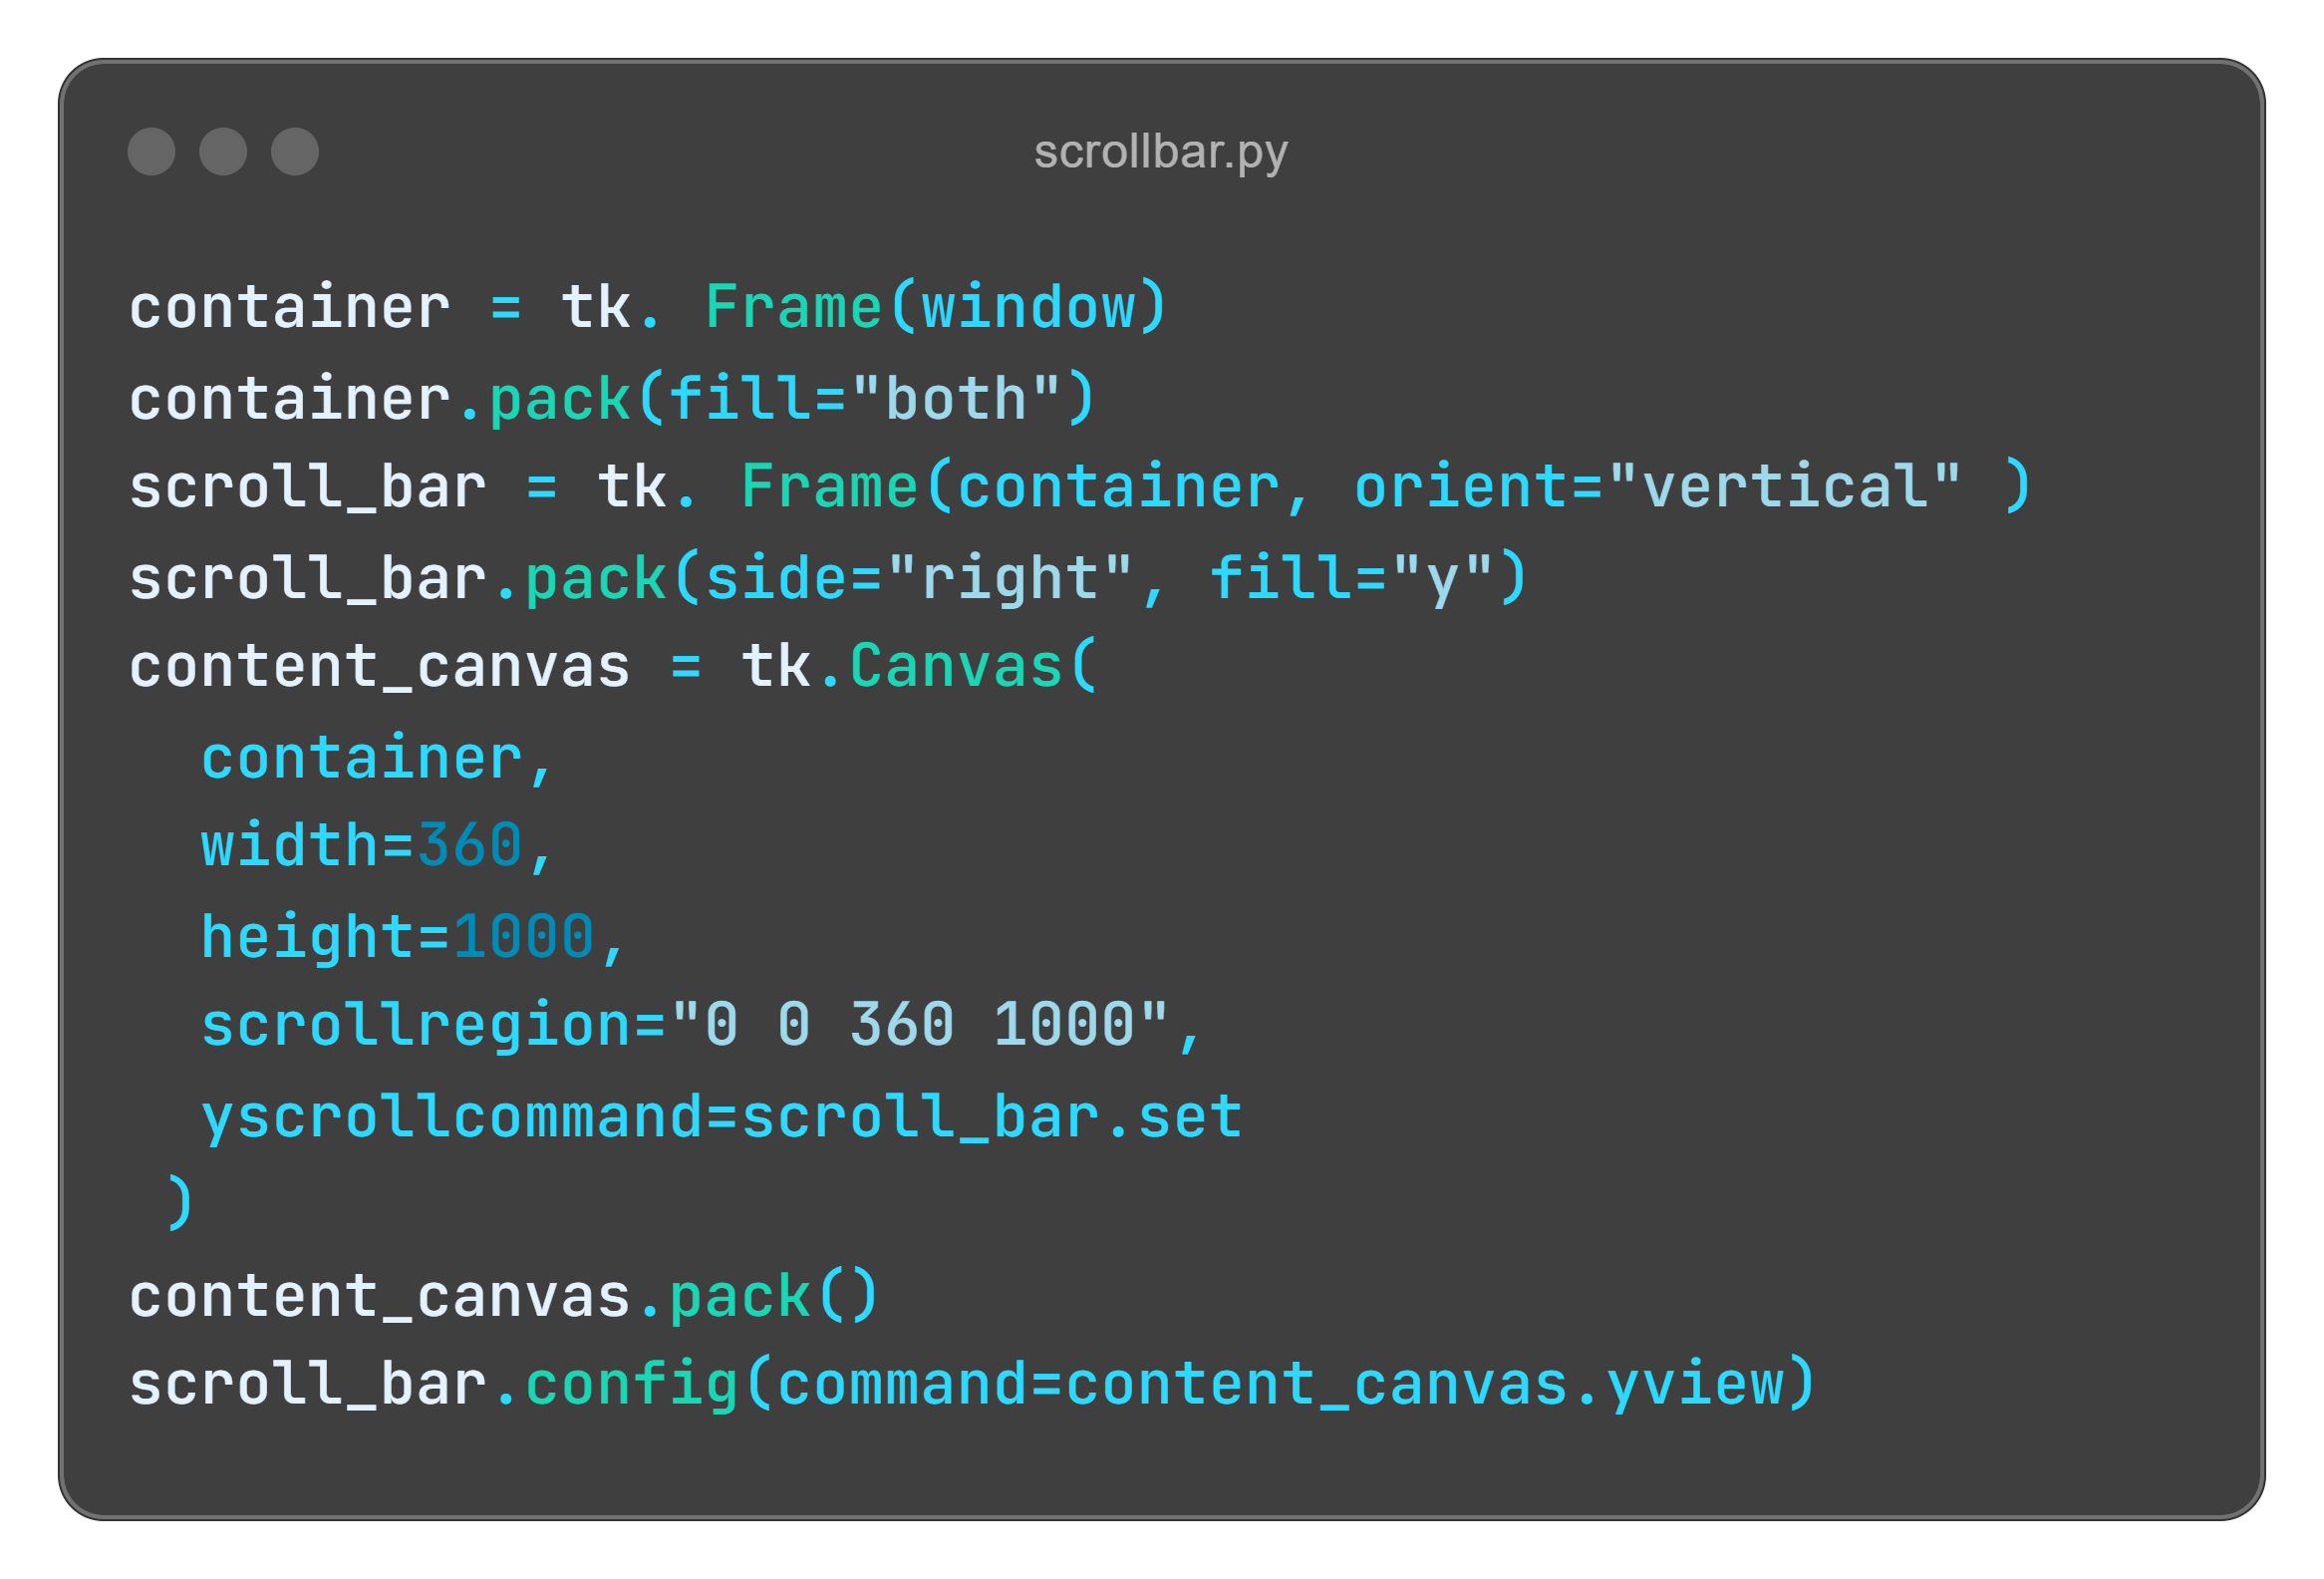 scrollbar.py
container = tk. Frame(window)
container.pack(fill="both")
scroll_bar = tk. Frame(container, orient="vertical" )
scroll_bar.pack(side="right", fill="y")
content_canvas = tk.Canvas(
  container,
  width=360,
  height=1000,
  scrollregion="0 0 360 1000",
  yscrollcommand=scroll_bar.set
 )
content_canvas.pack()
scroll_bar.config(command=content_canvas.yview)